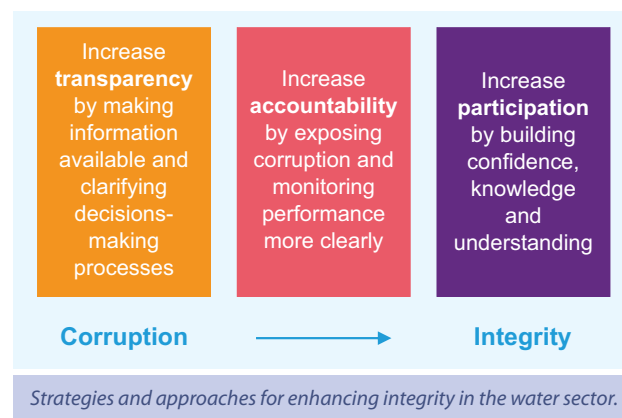 Increase
transparency
by making
information
available and
clarifying
decisions-
making
processes
Increase
accountability
by exposing
corruption and
monitoring
performance
more clearly
Increase
participation
by building
confidence,
knowledge
and
understanding
Corruption
Integrity
Strategies and approaches for enhancing integrity in the water sector.